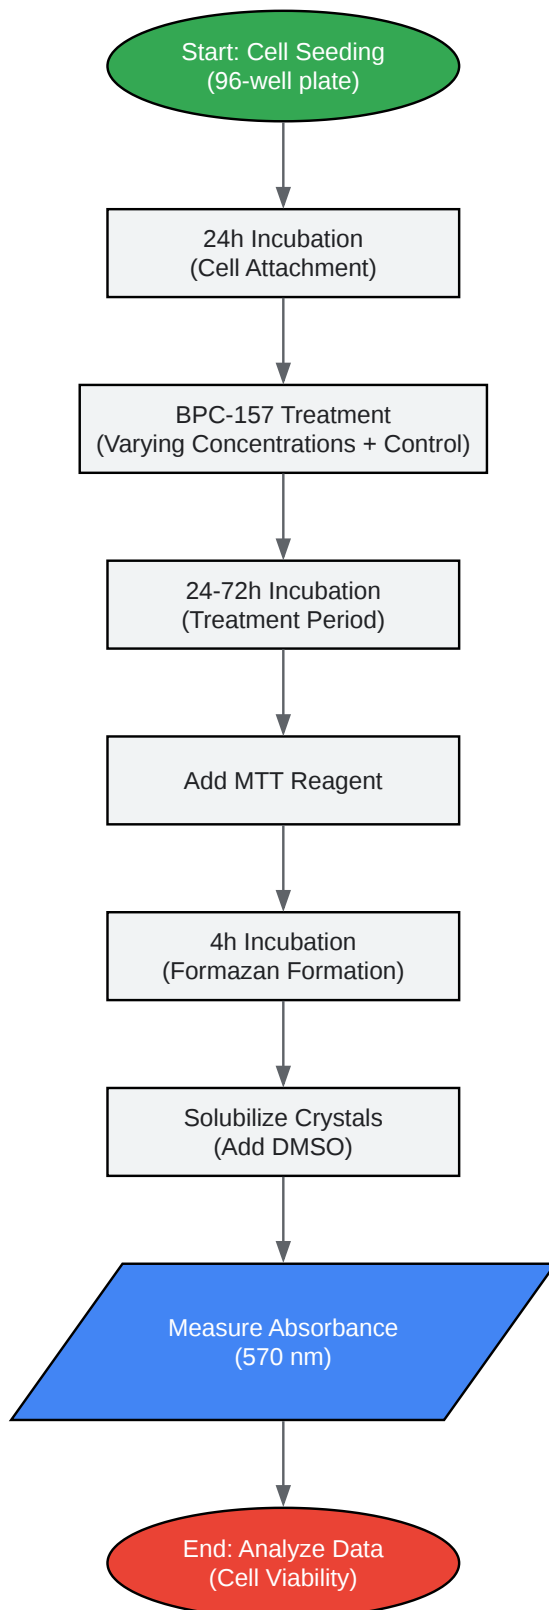 Start: Cell Seeding
(96-well plate)
24h Incubation
(Cell Attachment)
BPC-157 Treatment
(Varying Concentrations + Control)
24-72h Incubation
(Treatment Period)
Add MTT Reagent
4h Incubation
(Formazan Formation)
Solubilize Crystals
(Add DMSO)
Measure Absorbance
(570 nm)
End: Analyze Data
(Cell Viability)